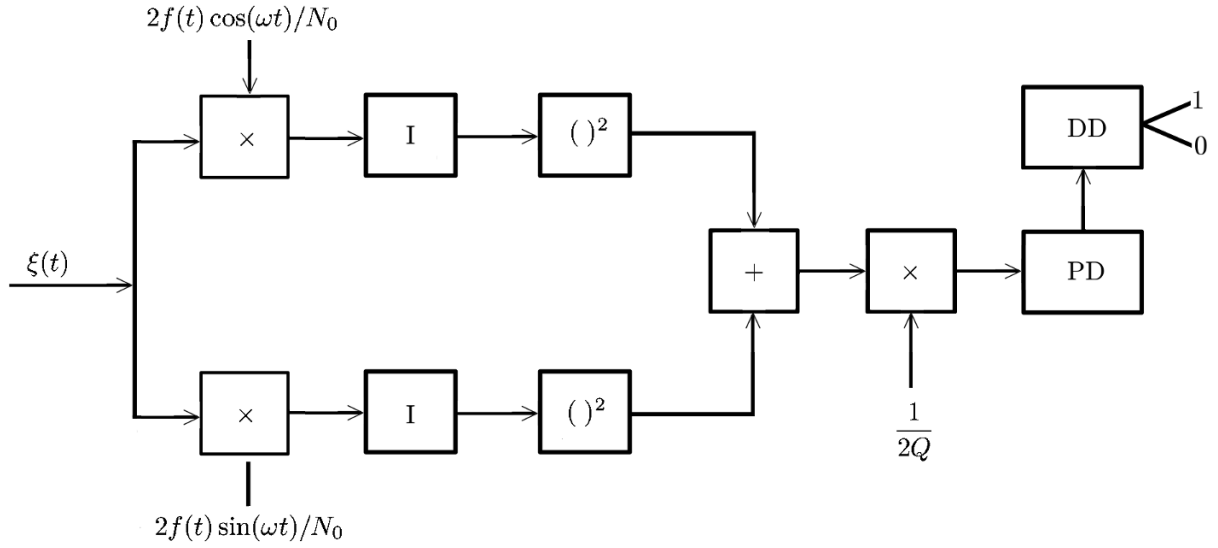 2f(t) cos(ωt)/N₀
× I ( )² DD 1
0
ξ(t) + × PD
× I ( )²
1/2Q
2f(t) sin(ωt)/N₀